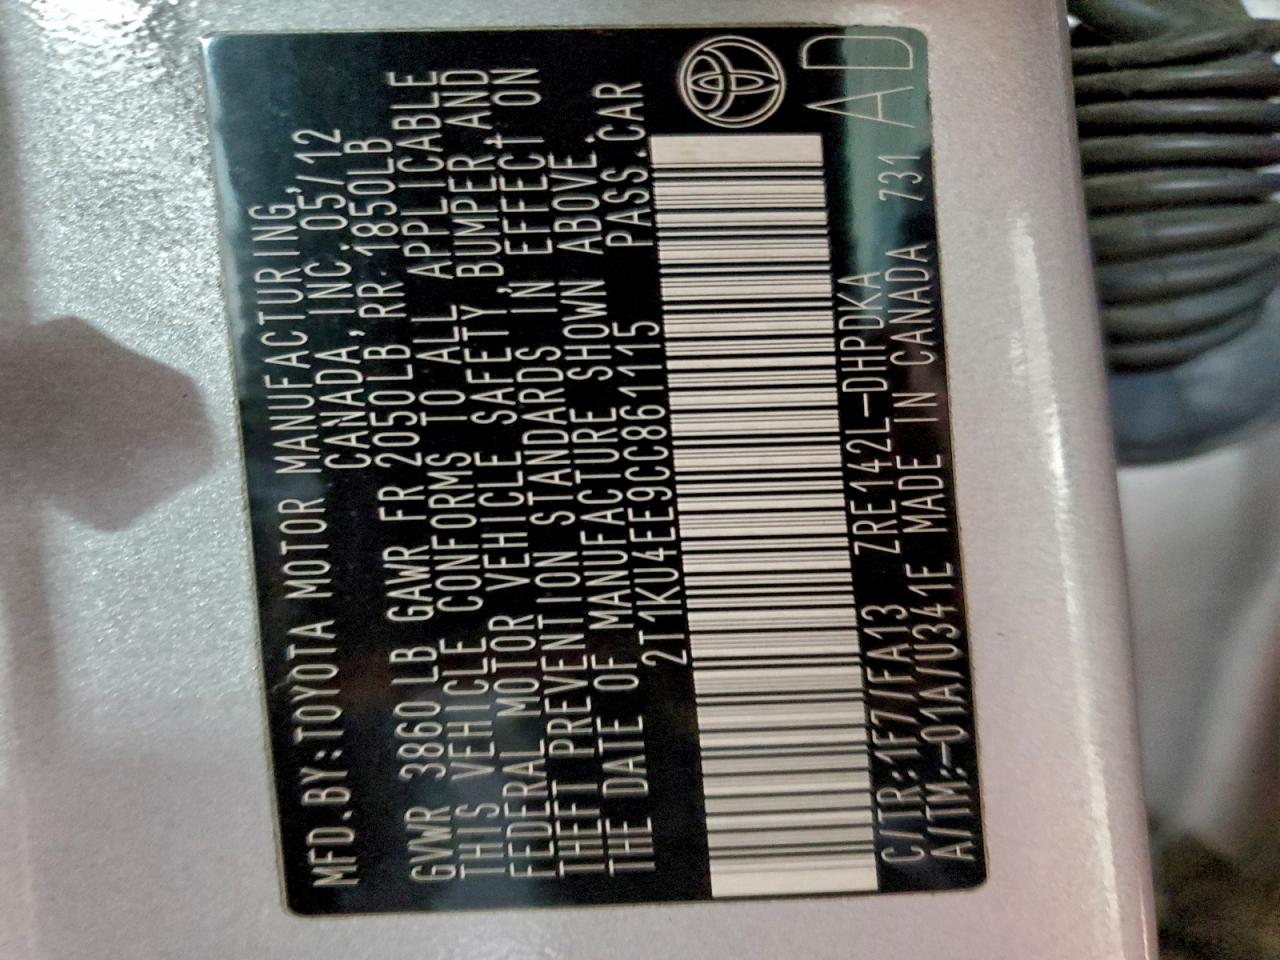 MFD.BY:TOYOTA MOTOR MANUFACTURING,
CANADA, INC. 05/12
GVWR 3860 LB GAWR FR 2050LB RR 1850LB
THIS VEHICLE CONFORMS TO ALL APPLICABLE
FEDERAL MOTOR VEHICLE SAFETY, BUMPER, AND
THEFT PREVENTION STANDARDS IN EFFECT ON
THE DATE OF MANUFACTURE SHOWN ABOVE.
2T1KU4EE9CC861115 PASS.CAR
C/TR:1F7/FA13 ZRE142L-DHPDKA
A/TM:-01A/U341E MADE IN CANADA 731 AD